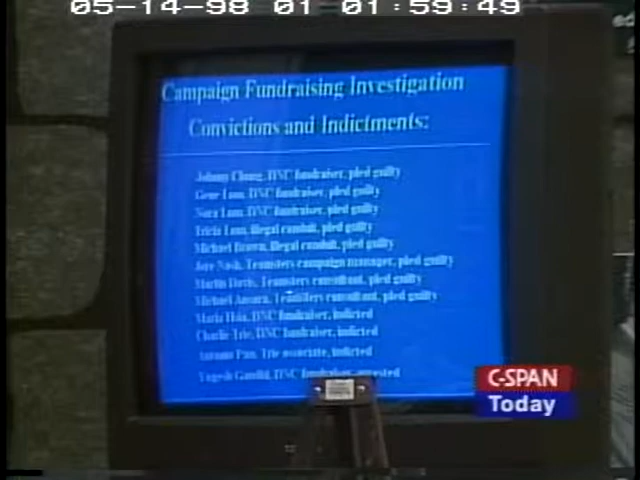 05-14-98 01 01:59:49
Campaign Fundraising Investigation
Convictions and Indictments:
Johnny Chung, DNC fundraiser, pled guilty
Gene Lum, DNC fundraiser, pled guilty
Nora Lum, DNC fundraiser, pled guilty
Tricia Lum, illegal conduit, pled guilty
Michael Brown, illegal conduit, pled guilty
Jere Nash, Teamsters campaign manager, pled guilty
Martin Davis, Teamsters consultant, pled guilty
Michael Ansara, Teamsters consultant, pled guilty
Maria Hsia, DNC fundraiser, indicted
Charlie Trie, DNC fundraiser, indicted
Antonio Pan, Trie associate, indicted
Yogesh Gandhi, DNC fundraiser, arrested
C-SPAN
Today